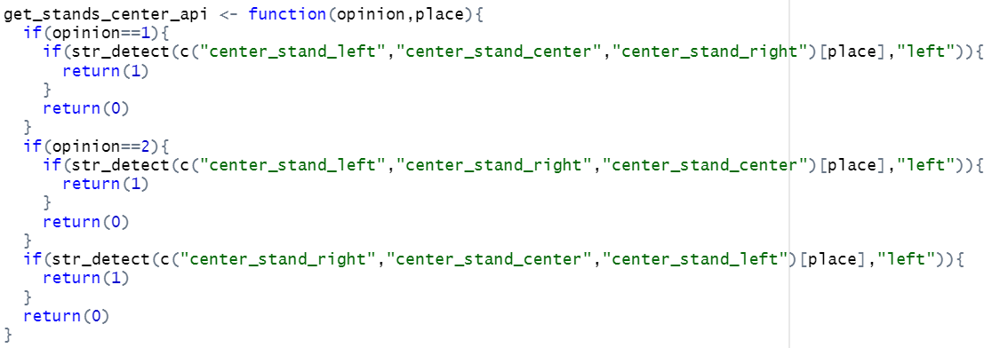 get_stands_center_api <- function(opinion,place){
  if(opinion==1){
    if(str_detect(c("center_stand_left","center_stand_center","center_stand_right")[place],"left")){
      return(1)
    }
    return(0)
  }
  if(opinion==2){
    if(str_detect(c("center_stand_left","center_stand_right","center_stand_center")[place],"left")){
      return(1)
    }
    return(0)
  }
  if(str_detect(c("center_stand_right","center_stand_center","center_stand_left")[place],"left")){
    return(1)
  }
  return(0)
}